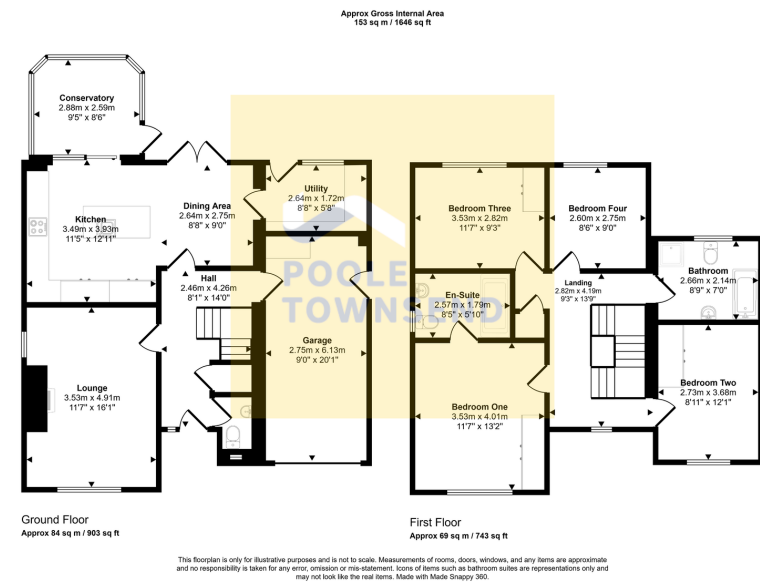 Approx Gross Internal Area
153 sq m / 1646 sq ft
Conservatory
2.88m x 2.59m
9'5" x 8'6"
Kitchen
3.49m x 3.93m
11'5" x 12'11"
Dining Area
2.64m x 2.75m
8'8" x 9'0"
Utility
2.64m x 1.72m
8'8" x 5'8"
Hall
2.46m x 4.26m
8'1" x 14'0"
Garage
2.75m x 6.13m
9'0" x 20'1"
Lounge
3.53m x 4.91m
11'7" x 16'1"
Ground Floor
Approx 84 sq m / 903 sq ft
POOLE
TOWNSEND
Bedroom Three
3.53m x 2.82m
11'7" x 9'3"
Bedroom Four
2.60m x 2.75m
8'6" x 9'0"
En-Suite
2.57m x 1.79m
8'5" x 5'10"
Landing
2.82m x 4.19m
9'3" x 13'9"
Bathroom
2.66m x 2.14m
8'9" x 7'0"
Bedroom One
3.53m x 4.01m
11'7" x 13'2"
Bedroom Two
2.73m x 3.68m
8'11" x 12'1"
First Floor
Approx 69 sq m / 743 sq ft
This floorplan is only for illustrative purposes and is not to scale. Measurements of rooms, doors, windows, and any items are approximate
and no responsibility is taken for any error, omission or mis-statement. Icons of items such as bathroom suites are representations only and
may not look like the real items. Made with Made Snappy 360.